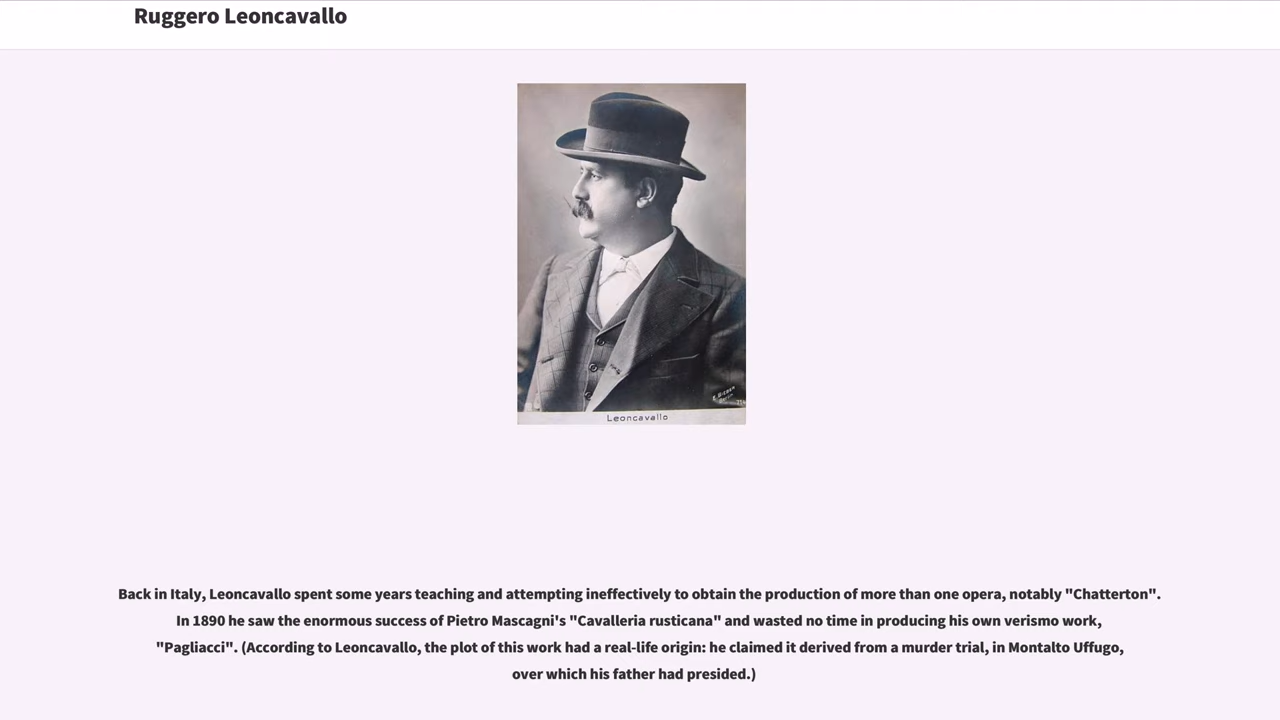 Ruggero Leoncavallo
Leoncavallo
Back in Italy, Leoncavallo spent some years teaching and attempting ineffectively to obtain the production of more than one opera, notably "Chatterton".
In 1890 he saw the enormous success of Pietro Mascagni's "Cavalleria rusticana" and wasted no time in producing his own verismo work,
"Pagliacci". (According to Leoncavallo, the plot of this work had a real-life origin: he claimed it derived from a murder trial, in Montalto Uffugo,
over which his father had presided.)